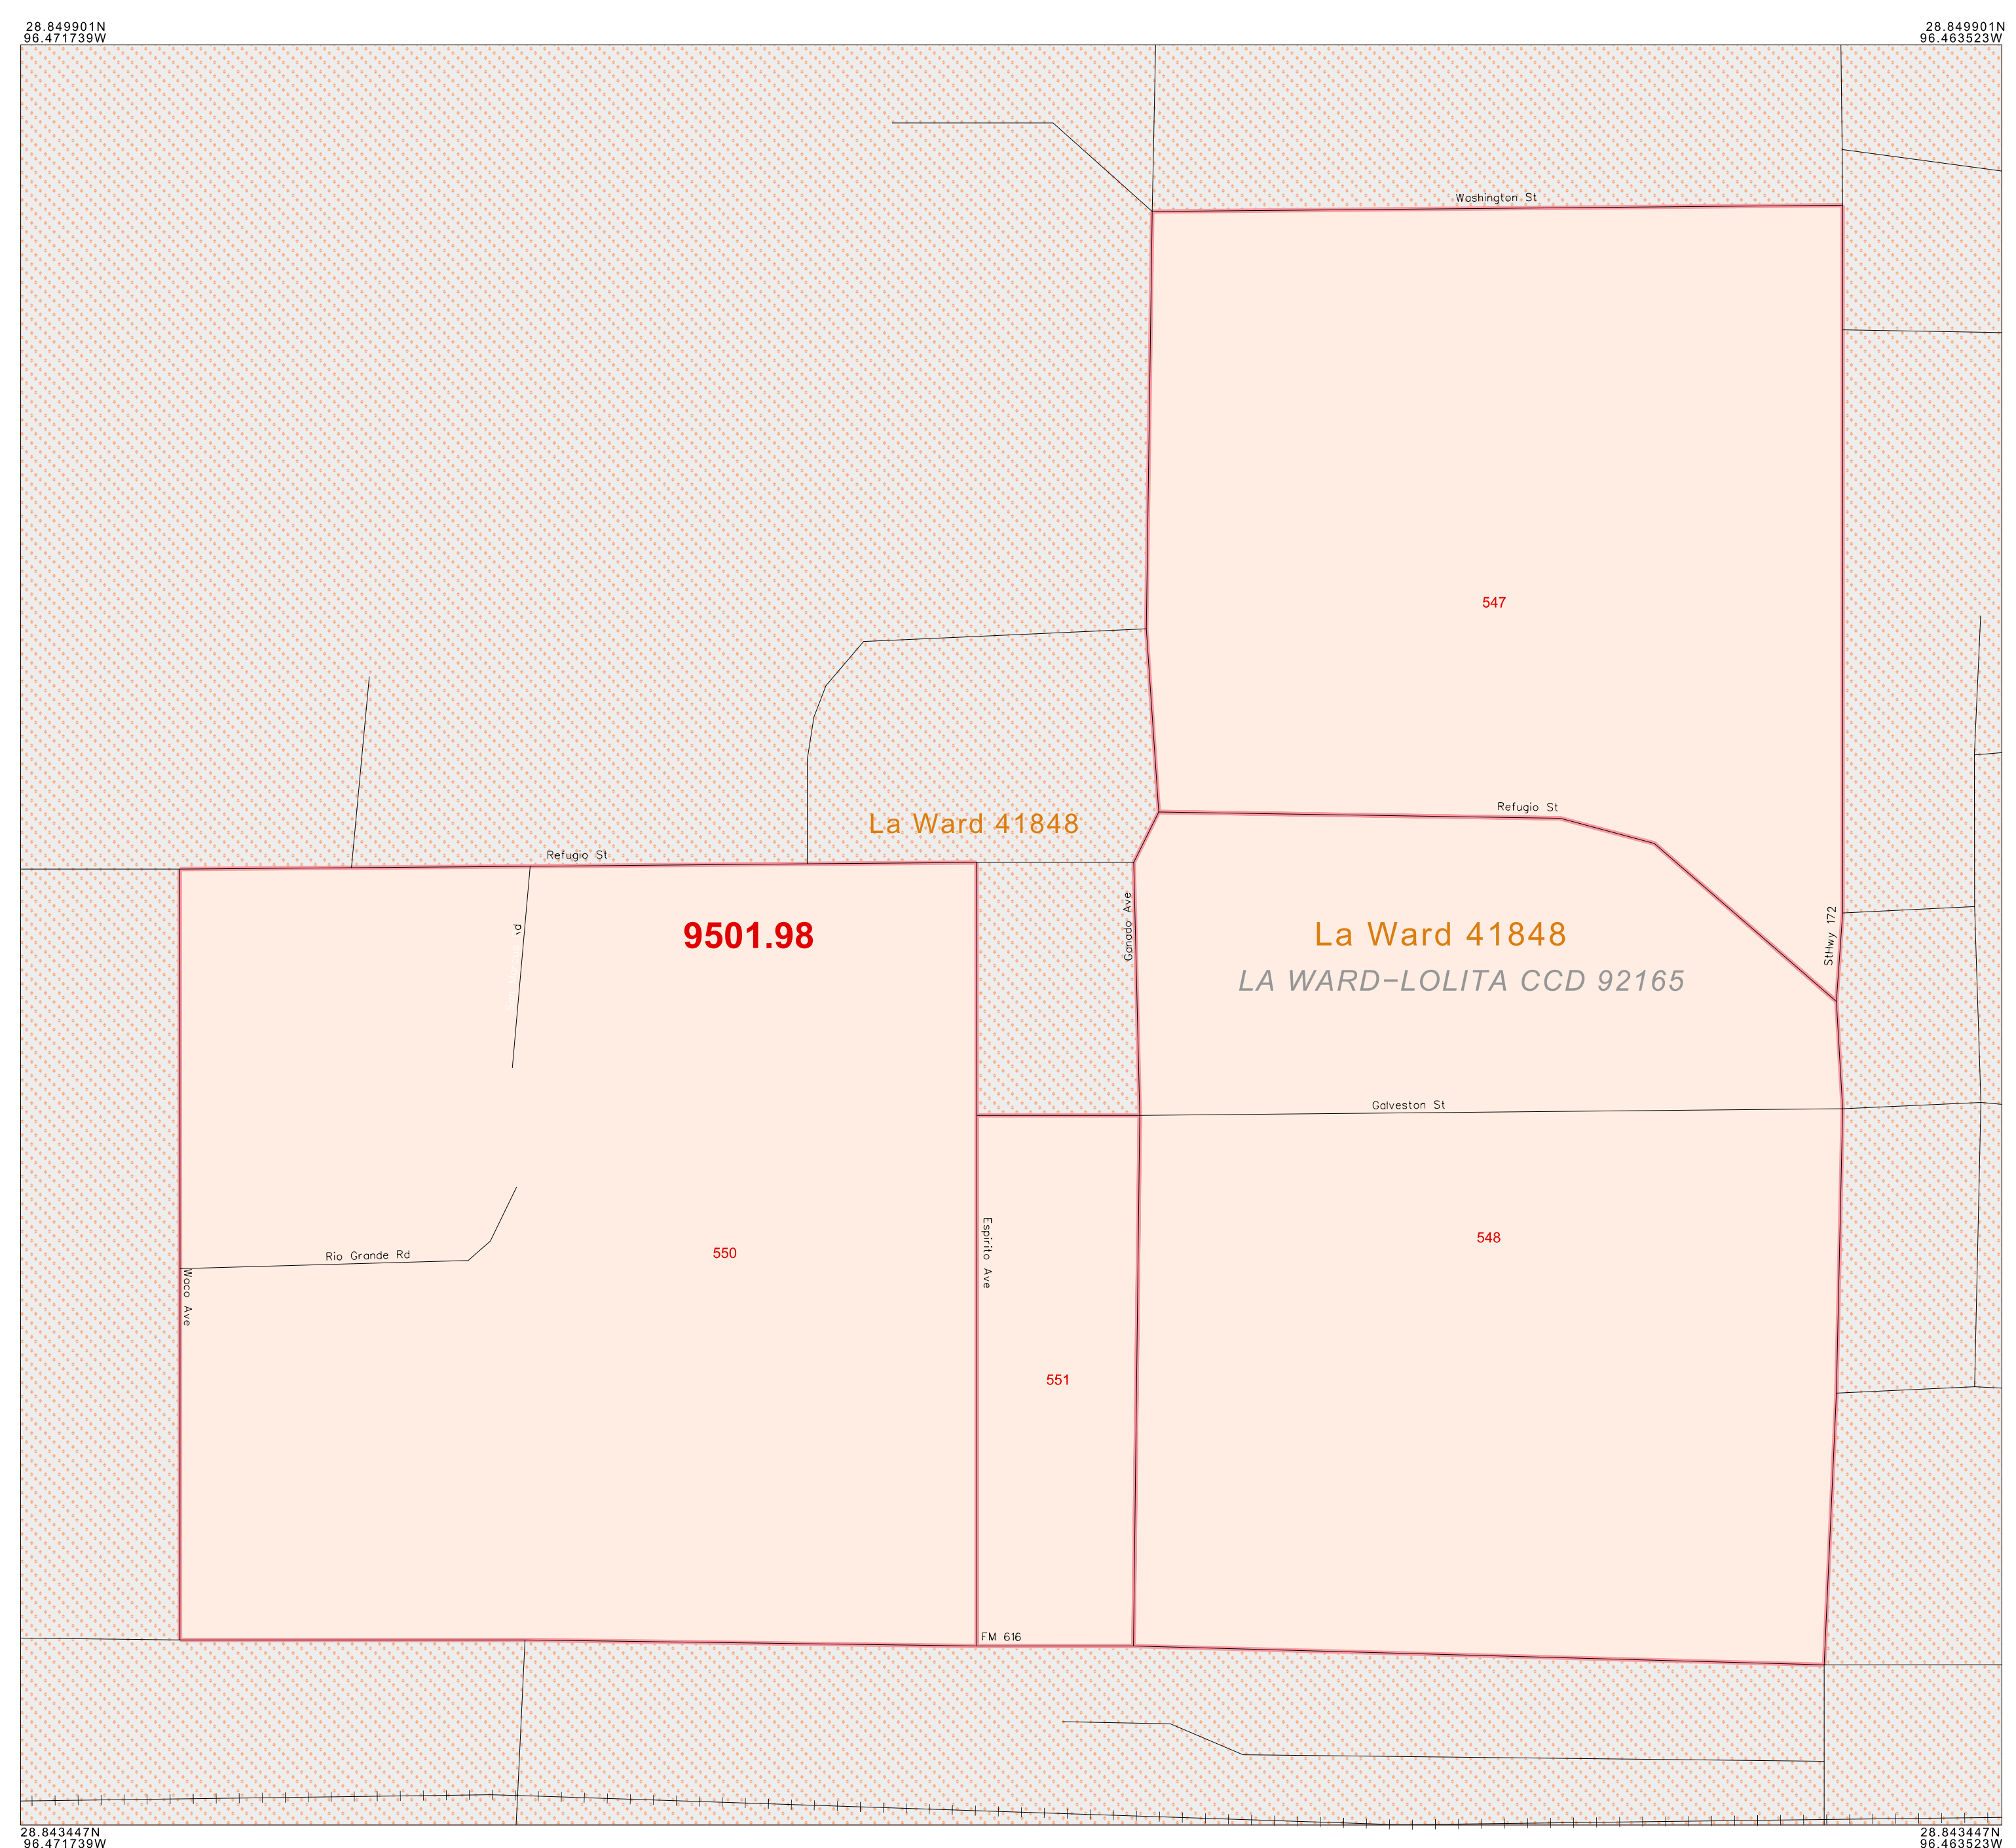 28.849901N
96.471739W
28.849901N
96.463523W
Washington St
547
Refugio St
La Ward 41848
Refugio St
9501.98
Ganado Ave
La Ward 41848
StHwy 172
LA WARD-LOLITA CCD 92165
Galveston St
Espirito Ave
548
Rio Grande Rd
550
Waco Ave
551
FM 616
28.843447N
96.471739W
28.843447N
96.463523W